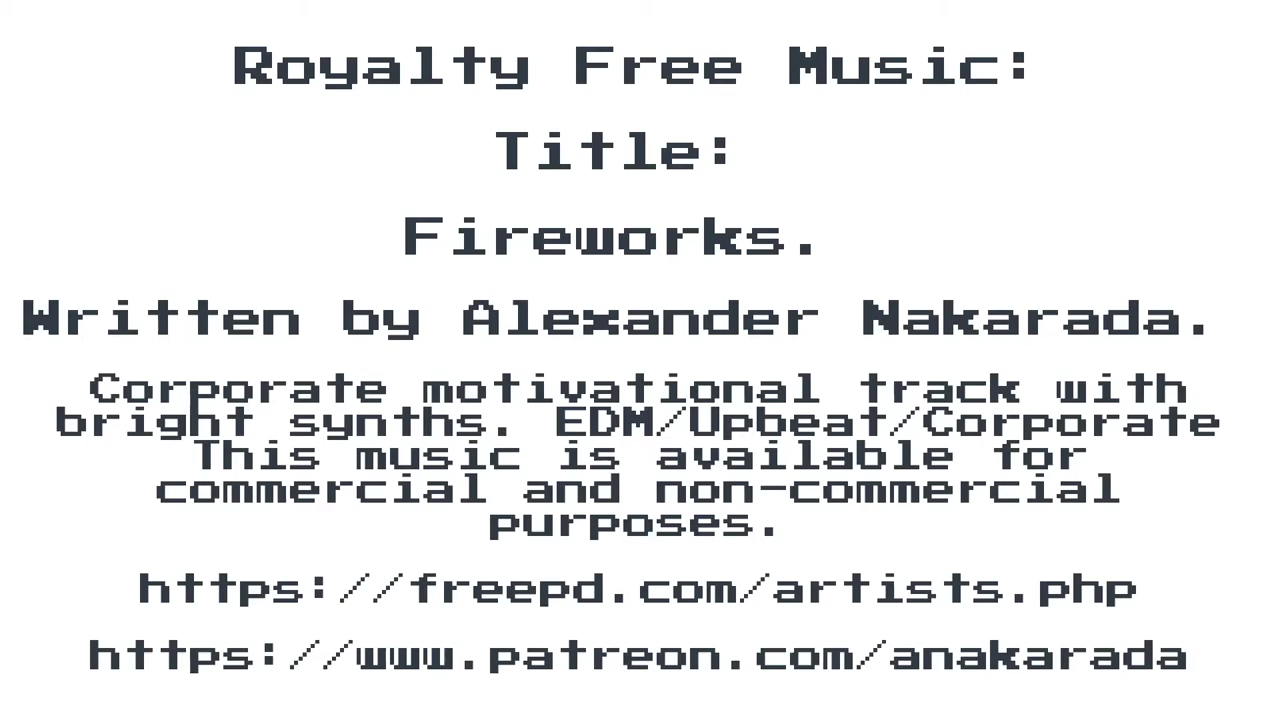 Royalty Free Music:
Title:
Fireworks.
Written by Alexander Nakarada.
Corporate motivational track with
bright synths. EDM/Upbeat/Corporate
This music is available for
commercial and non-commercial
purposes.
https://freepd.com/artists.php
https://www.patreon.com/anakarada